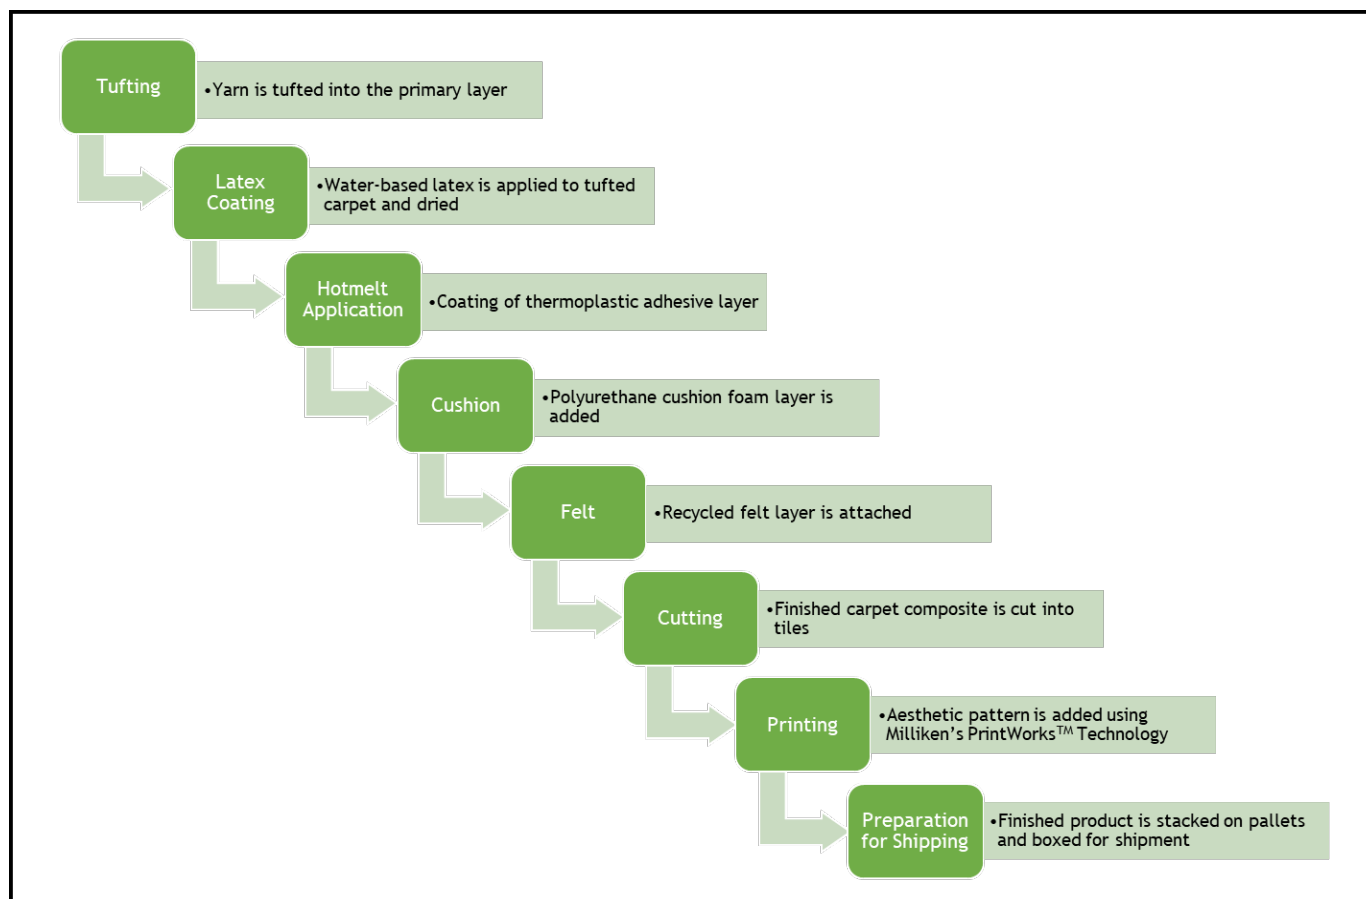 Tufting
•Yarn is tufted into the primary layer
Latex
Coating
•Water-based latex is applied to tufted
carpet and dried
Hotmelt
Application
•Coating of thermoplastic adhesive layer
Cushion
•Polyurethane cushion foam layer is
added
Felt
•Recycled felt layer is attached
Cutting
•Finished carpet composite is cut into
tiles
Printing
•Aesthetic pattern is added using
Milliken’s PrintWorks™ Technology
Preparation
for Shipping
•Finished product is stacked on pallets
and boxed for shipment